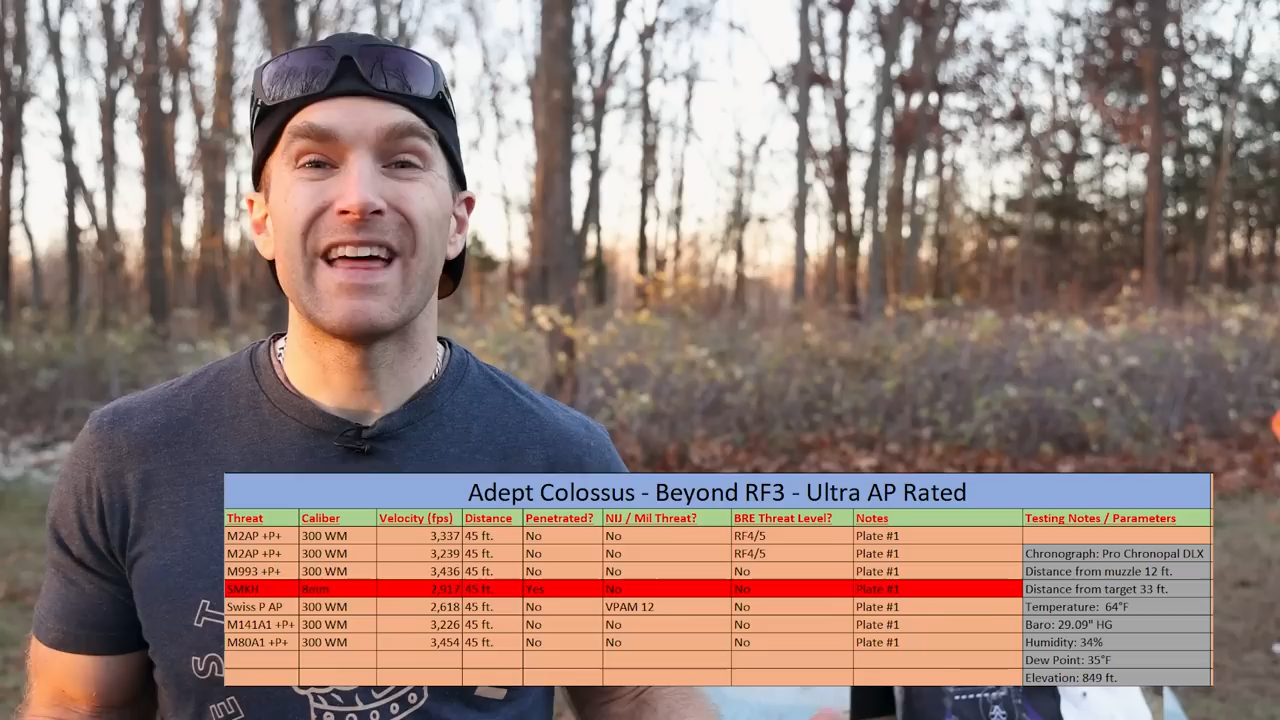 Adept Colossus - Beyond RF3 - Ultra AP Rated
Threat Caliber Velocity (fps) Distance Penetrated? NIJ / Mil Threat? BRE Threat Level? Notes Testing Notes / Parameters
M2AP +P+ 300 WM 3,337 45 ft. No No RF4/5 Plate #1
M2AP +P+ 300 WM 3,239 45 ft. No No RF4/5 Plate #1 Chronograph: Pro Chronopal DLX
M993 +P+ 300 WM 3,436 45 ft. No No No Plate #1 Distance from muzzle 12 ft.
SMKH 8mm 2,917 45 ft. Yes No No Plate #1 Distance from target 33 ft.
Swiss P AP 300 WM 2,618 45 ft. No VPAM 12 No Plate #1 Temperature: 64°F
M141A1 +P+ 300 WM 3,226 45 ft. No No No Plate #1 Baro: 29.09" HG
M80A1 +P+ 300 WM 3,454 45 ft. No No No Plate #1 Humidity: 34%
Dew Point: 35°F
Elevation: 849 ft.
EST